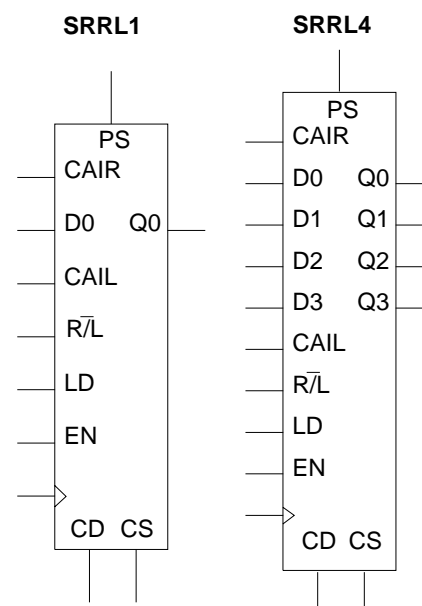 SRRL1
PS
CAIR
D0 Q0
CAIL
R/L̅
LD
EN
CD CS
SRRL4
PS
CAIR
D0 Q0
D1 Q1
D2 Q2
D3 Q3
CAIL
R/L̅
LD
EN
CD CS